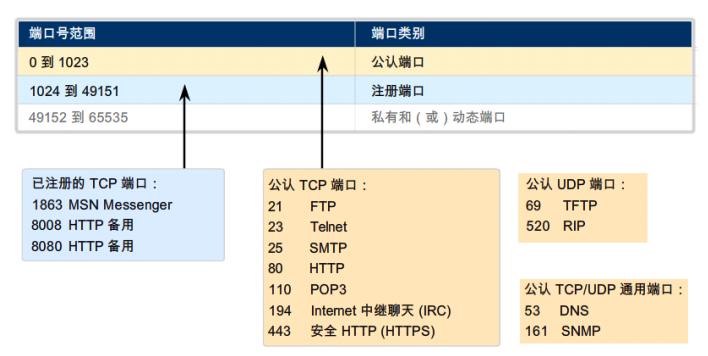 端口号范围 端口类别
0 到 1023 公认端口
1024 到 49151 注册端口
49152 到 65535 私有和（或）动态端口
已注册的 TCP 端口：
1863 MSN Messenger
8008 HTTP 备用
8080 HTTP 备用
公认 TCP 端口：
21 FTP
23 Telnet
25 SMTP
80 HTTP
110 POP3
194 Internet 中继聊天 (IRC)
443 安全 HTTP (HTTPS)
公认 UDP 端口：
69 TFTP
520 RIP
公认 TCP/UDP 通用端口：
53 DNS
161 SNMP